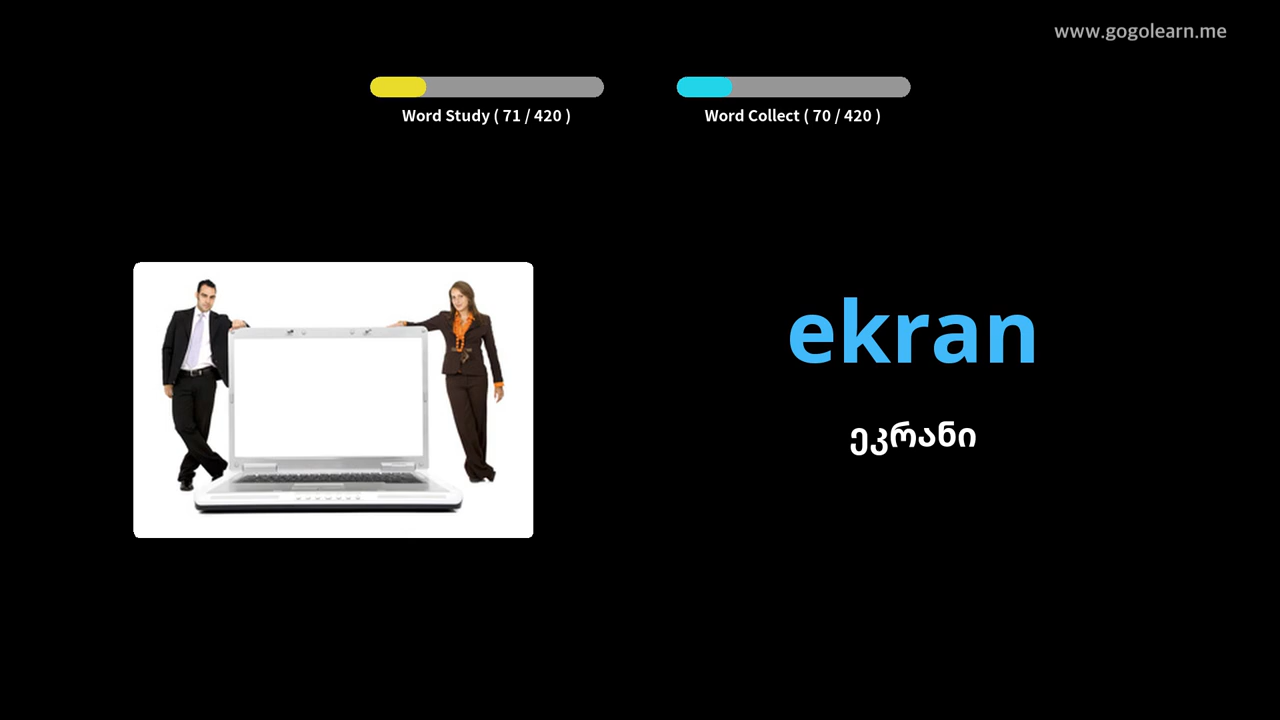 www.gogolearn.me
Word Study ( 71 / 420 )
Word Collect ( 70 / 420 )
ekran
ეკრანი